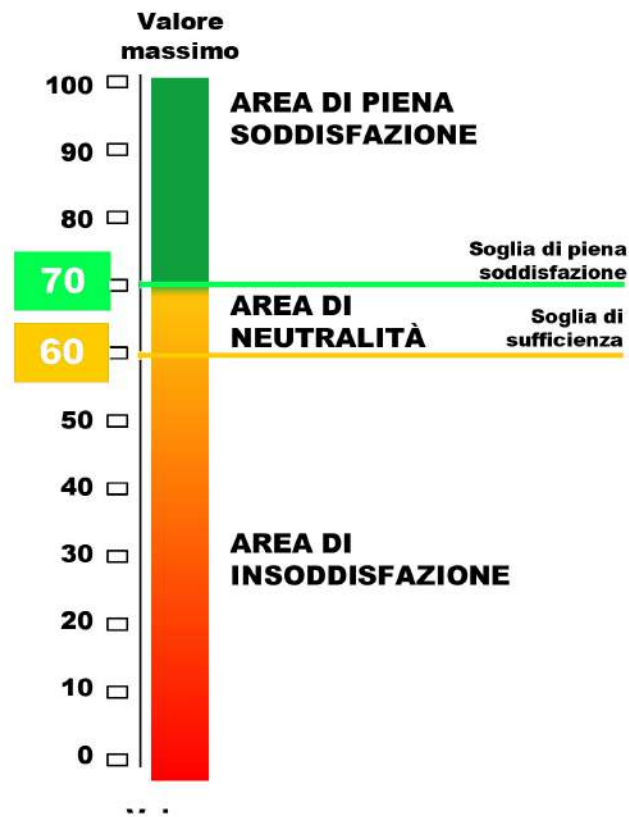 Valore
massimo
100
AREA DI PIENA
SODDISFAZIONE
90
80
Soglia di piena
soddisfazione
70
AREA DI
NEUTRALITÀ
Soglia di
sufficienza
60
50
40
AREA DI
INSODDISFAZIONE
30
20
10
0